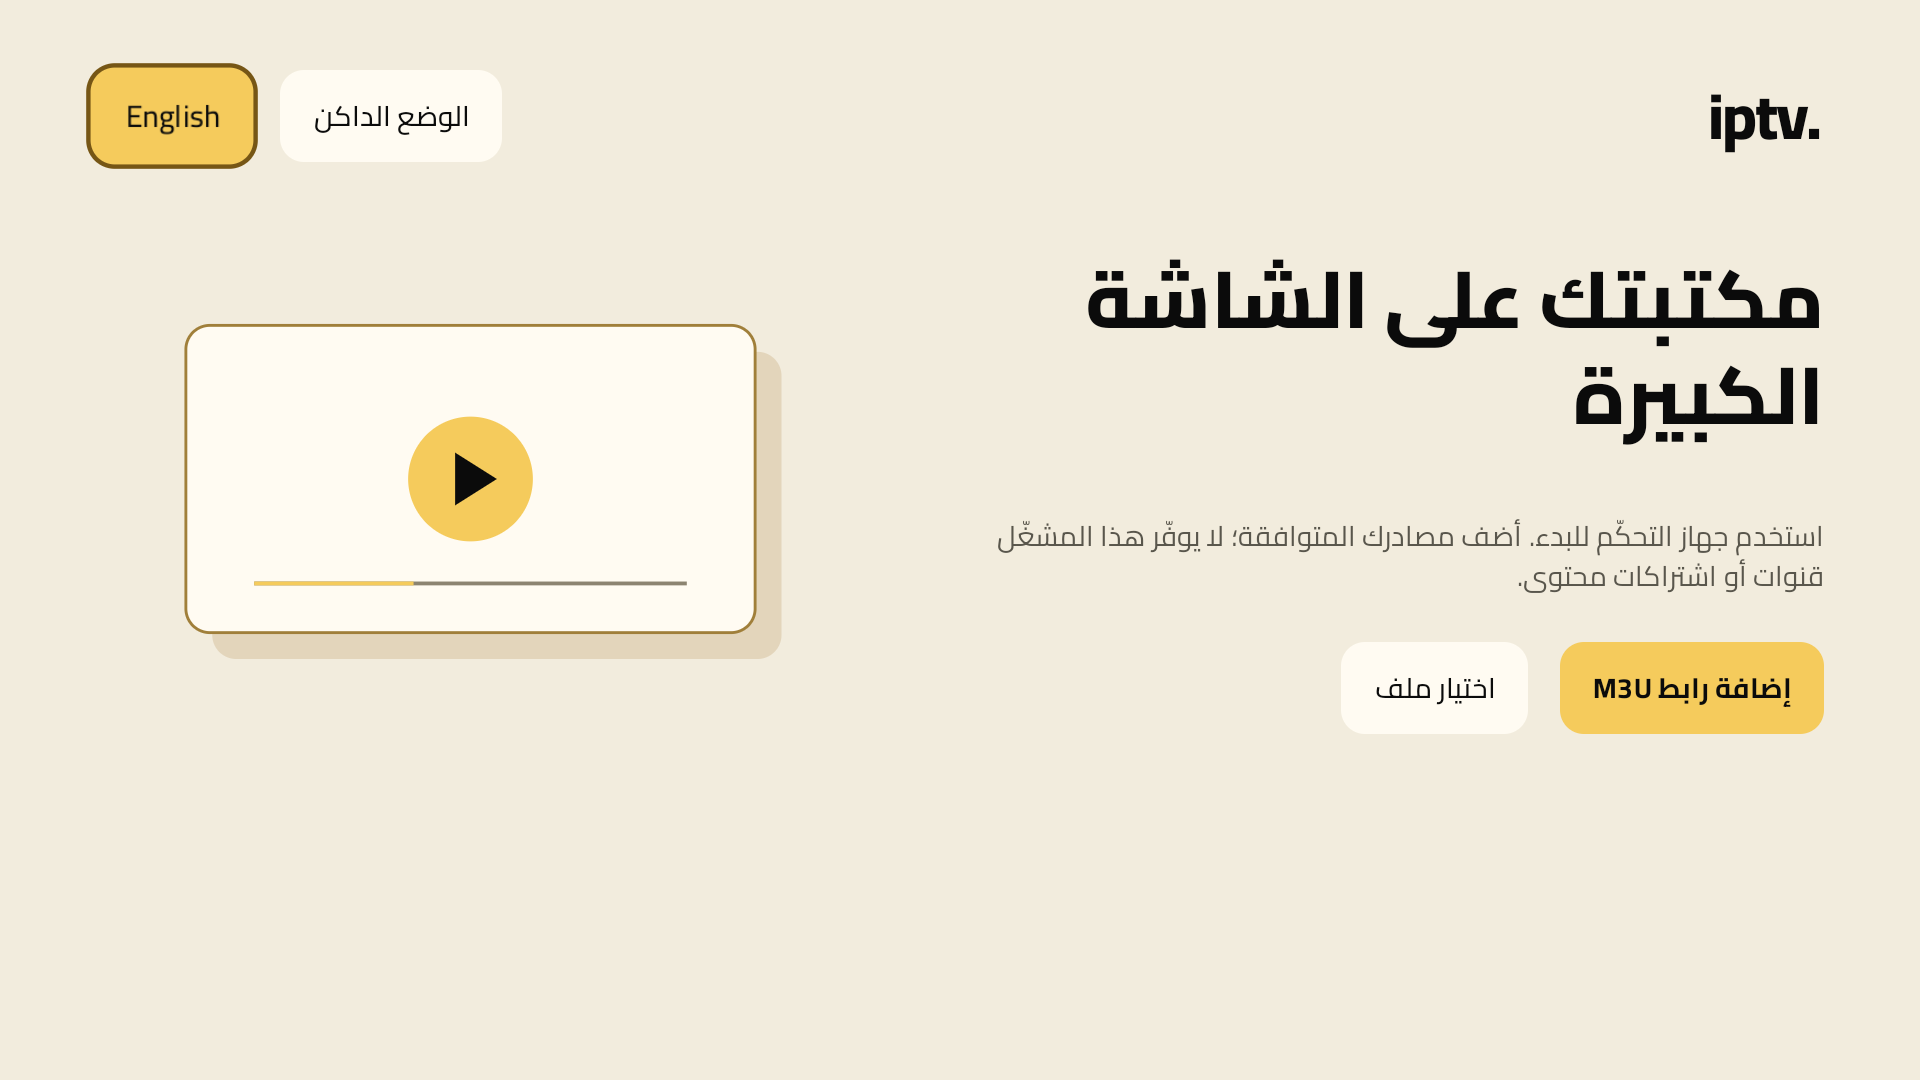 iptv.
الوضع الداكن
English
مكتبتك على الشاشة
الكبيرة
استخدم جهاز التحكّم للبدء. أضف مصادرك المتوافقة؛ لا يوفّر هذا المشغّل
قنوات أو اشتراكات محتوى.
إضافة رابط M3U
اختيار ملف